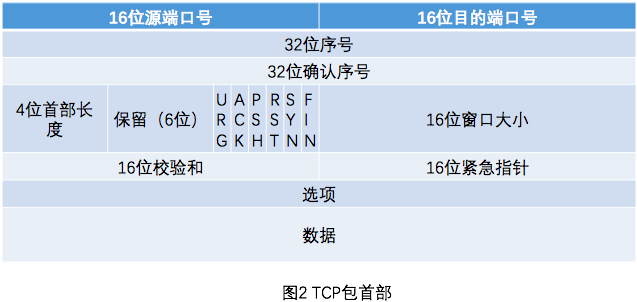 16位源端口号 16位目的端口号
32位序号
32位确认序号
4位首部长度 保留（6位） URG ACK PSH RST SYN FIN 16位窗口大小
16位校验和 16位紧急指针
选项
数据
图2 TCP包首部